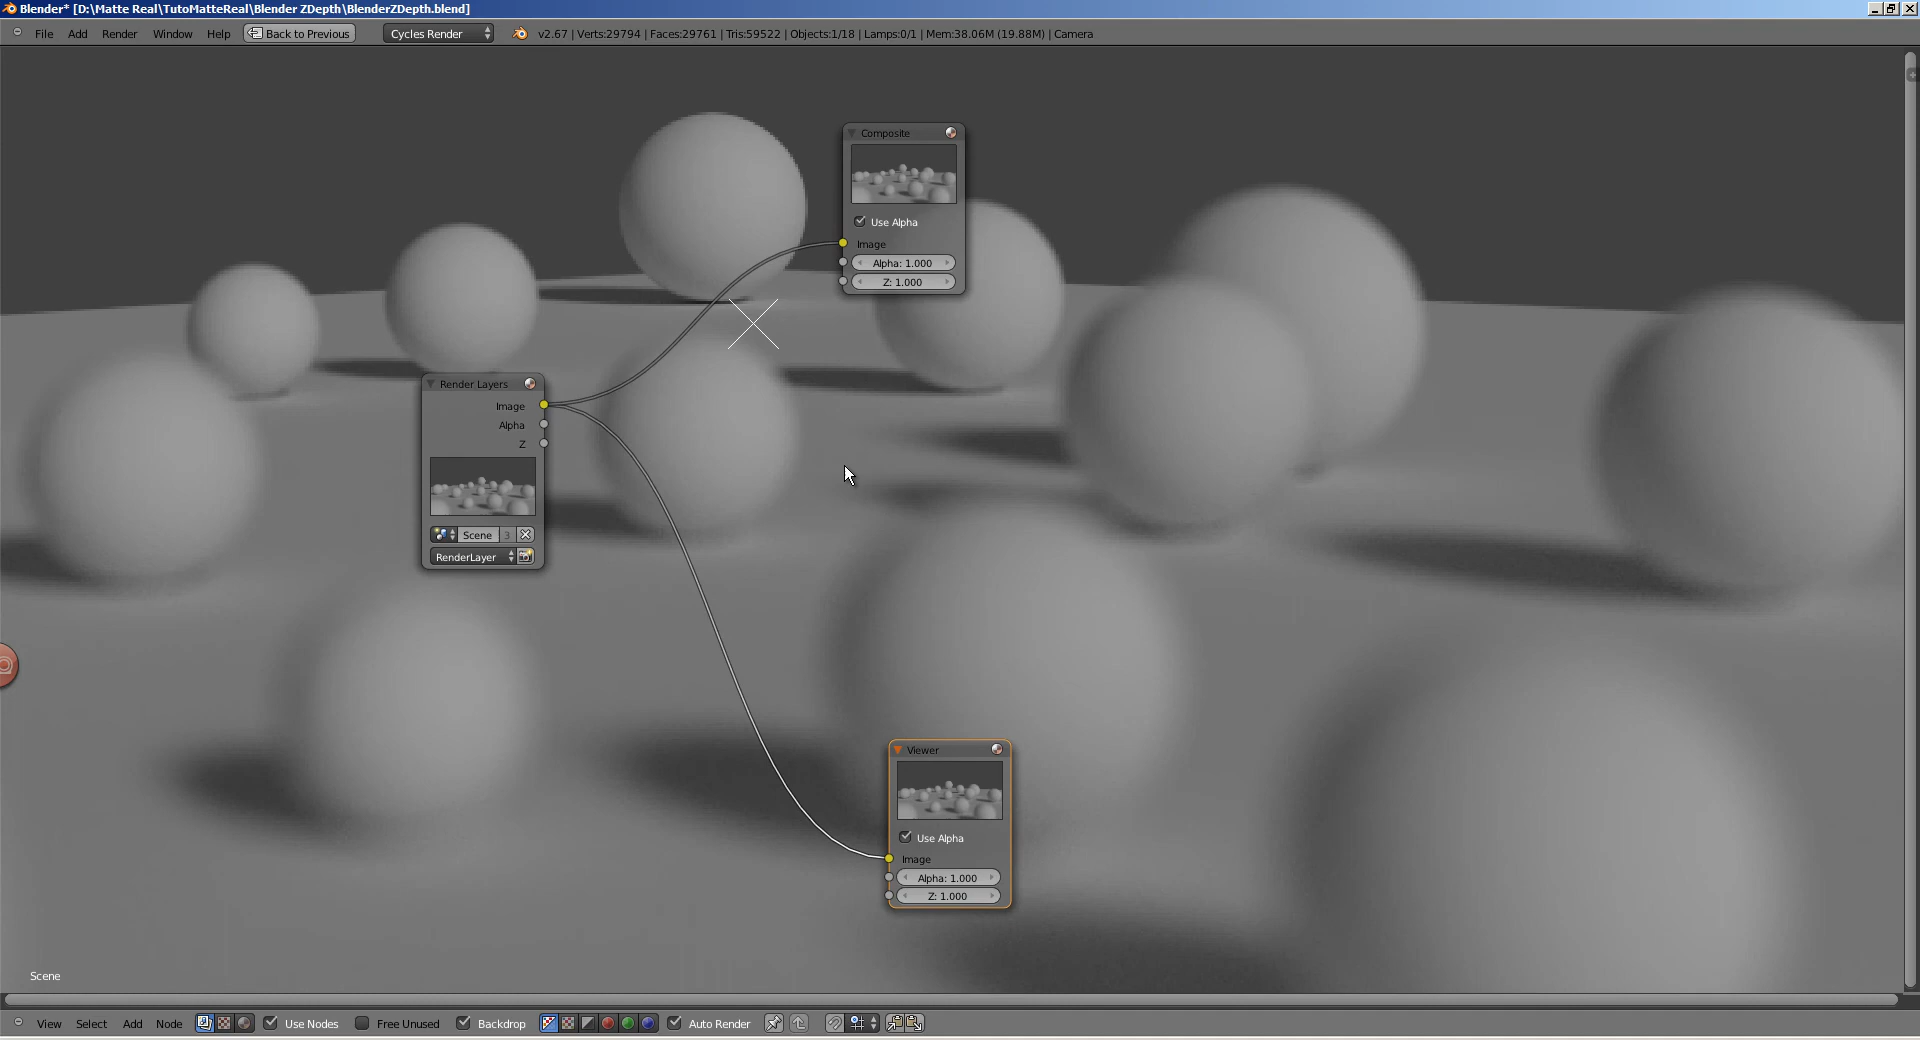 Blender* [D:\Matte Real\TutoMatteReal\Blender ZDepth\BlenderZDepth.blend]
File Add Render Window Help Back to Previous Cycles Render v2.67 | Verts:29794 | Faces:29761 | Tris:59522 | Objects:1/18 | Lamps:0/1 | Mem:38.06M (19.88M) | Camera
Composite
Use Alpha
Image
Alpha: 1.000
Z: 1.000
Render Layers
Image
Alpha
Z
Scene 3
RenderLayer
Viewer
Use Alpha
Image
Alpha: 1.000
Z: 1.000
Scene
View Select Add Node Use Nodes Free Unused Backdrop Auto Render